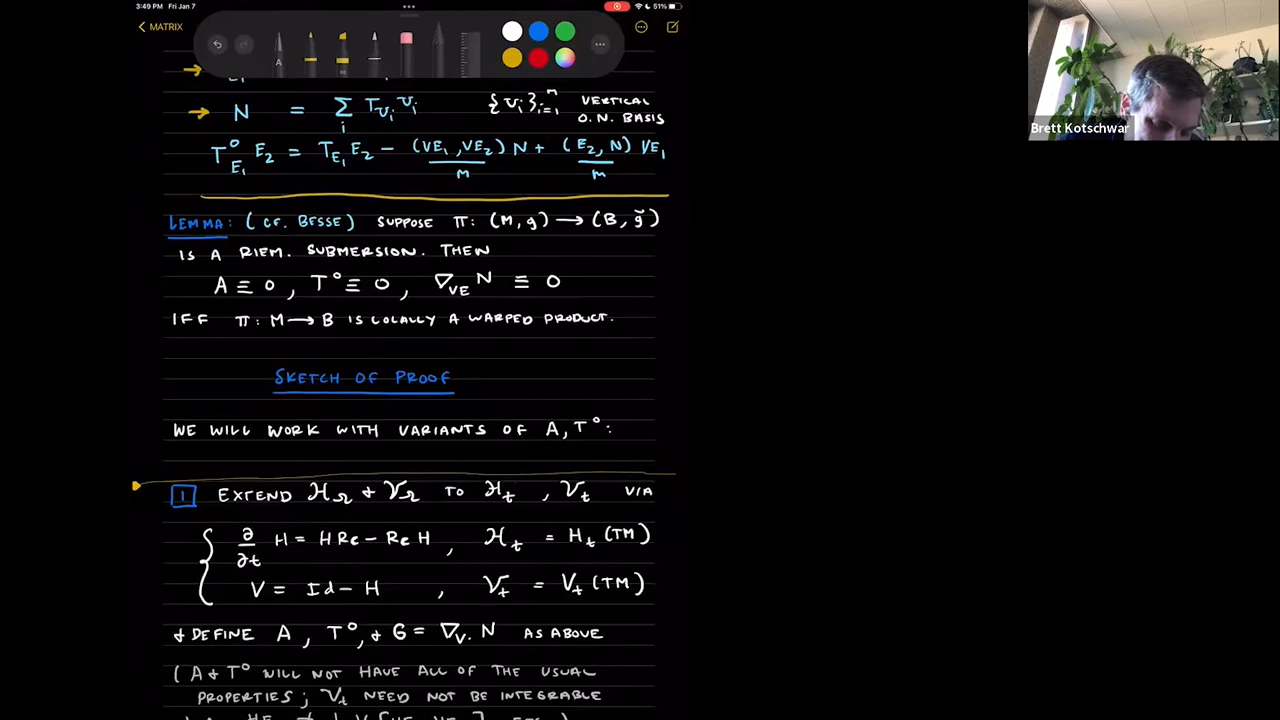 3:49 PM Fri Jan 7
MATRIX
N = ∑_i T_{v_i} v_i {v_i}_{i=1}^n VERTICAL O.N. BASIS
T°_{E_1} E_2 = T_{E_1} E_2 − (VE_1, VE_2)/m N + (E_2, N)/m VE_1
LEMMA: (CF. BESSE) SUPPOSE π: (M, g) → (B, ğ)
IS A RIEM. SUBMERSION. THEN
A ≡ 0, T° ≡ 0, ∇_{VE} N ≡ 0
IFF π: M → B IS LOCALLY A WARPED PRODUCT.
SKETCH OF PROOF
WE WILL WORK WITH VARIANTS OF A, T°:
1 EXTEND ℋ_Ω & 𝒱_Ω TO ℋ_t, 𝒱_t VIA
∂/∂t H = H Rc − Rc H, ℋ_t = H_t (TM)
V = Id − H, 𝒱_t = V_t (TM)
& DEFINE A, T°, & G = ∇_{V·} N AS ABOVE
(A & T° WILL NOT HAVE ALL OF THE USUAL
PROPERTIES; 𝒱_t NEED NOT BE INTEGRABLE
Brett Kotschwar